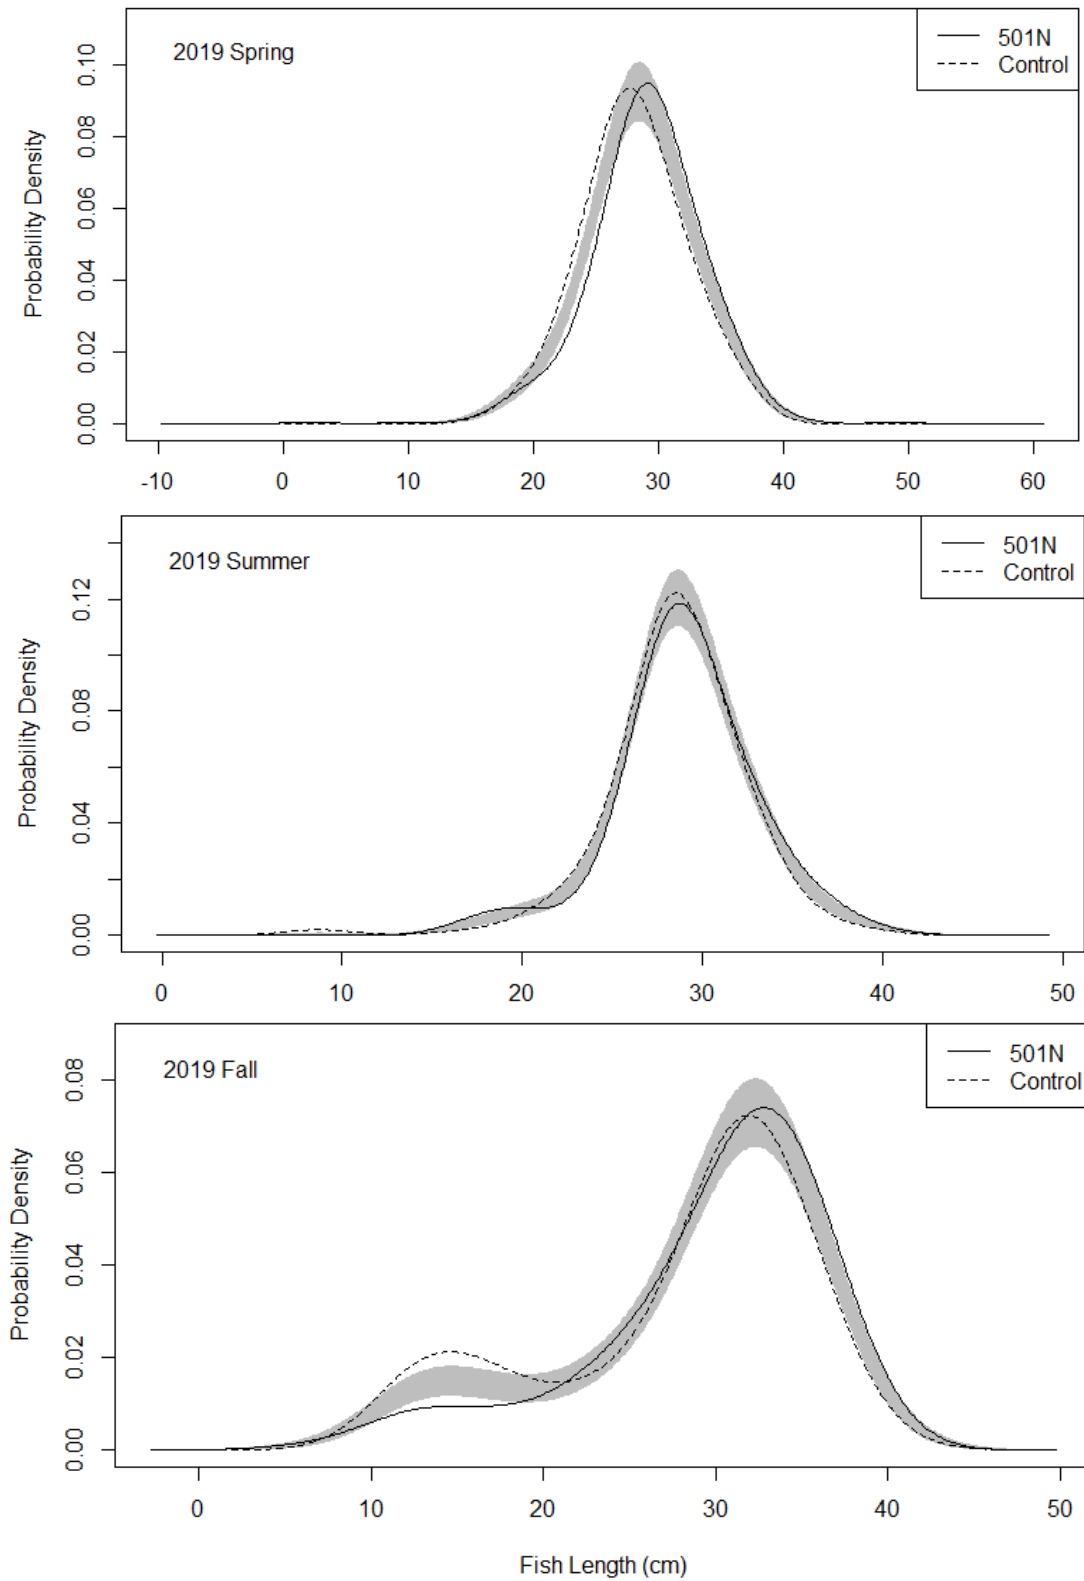 2019 Spring
501N
Control
Probability Density
0.00 0.02 0.04 0.06 0.08 0.10
-10 0 10 20 30 40 50 60
2019 Summer
501N
Control
Probability Density
0.00 0.04 0.08 0.12
0 10 20 30 40 50
2019 Fall
501N
Control
Probability Density
0.00 0.02 0.04 0.06 0.08
0 10 20 30 40 50
Fish Length (cm)